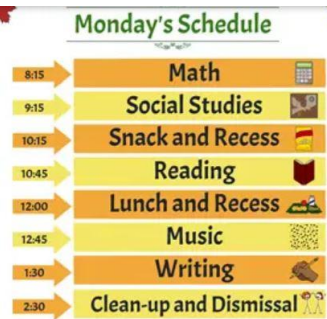 Monday's Schedule
8:15 Math
9:15 Social Studies
10:15 Snack and Recess
10:45 Reading
12:00 Lunch and Recess
12:45 Music
1:30 Writing
2:30 Clean-up and Dismissal